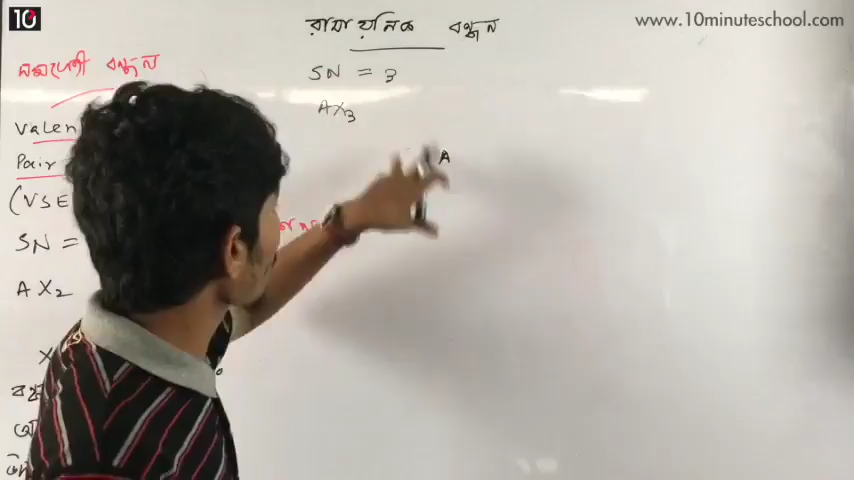 10
www.10minuteschool.com
রাসায়নিক বন্ধন
সমযোজী বন্ধন
SN = 3
AX3
A
Valen
Pair
(VSE
SN =
AX2
X